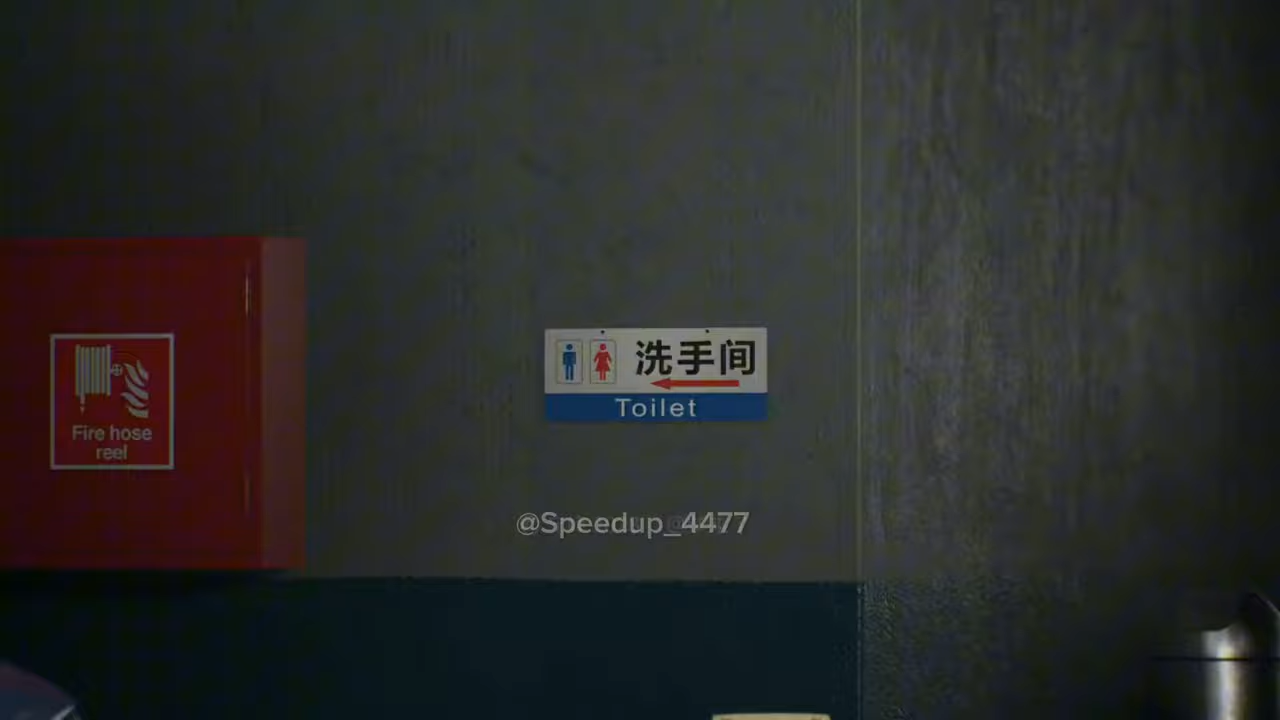 Fire hose
reel
洗手间
Toilet
@Speedup_4477